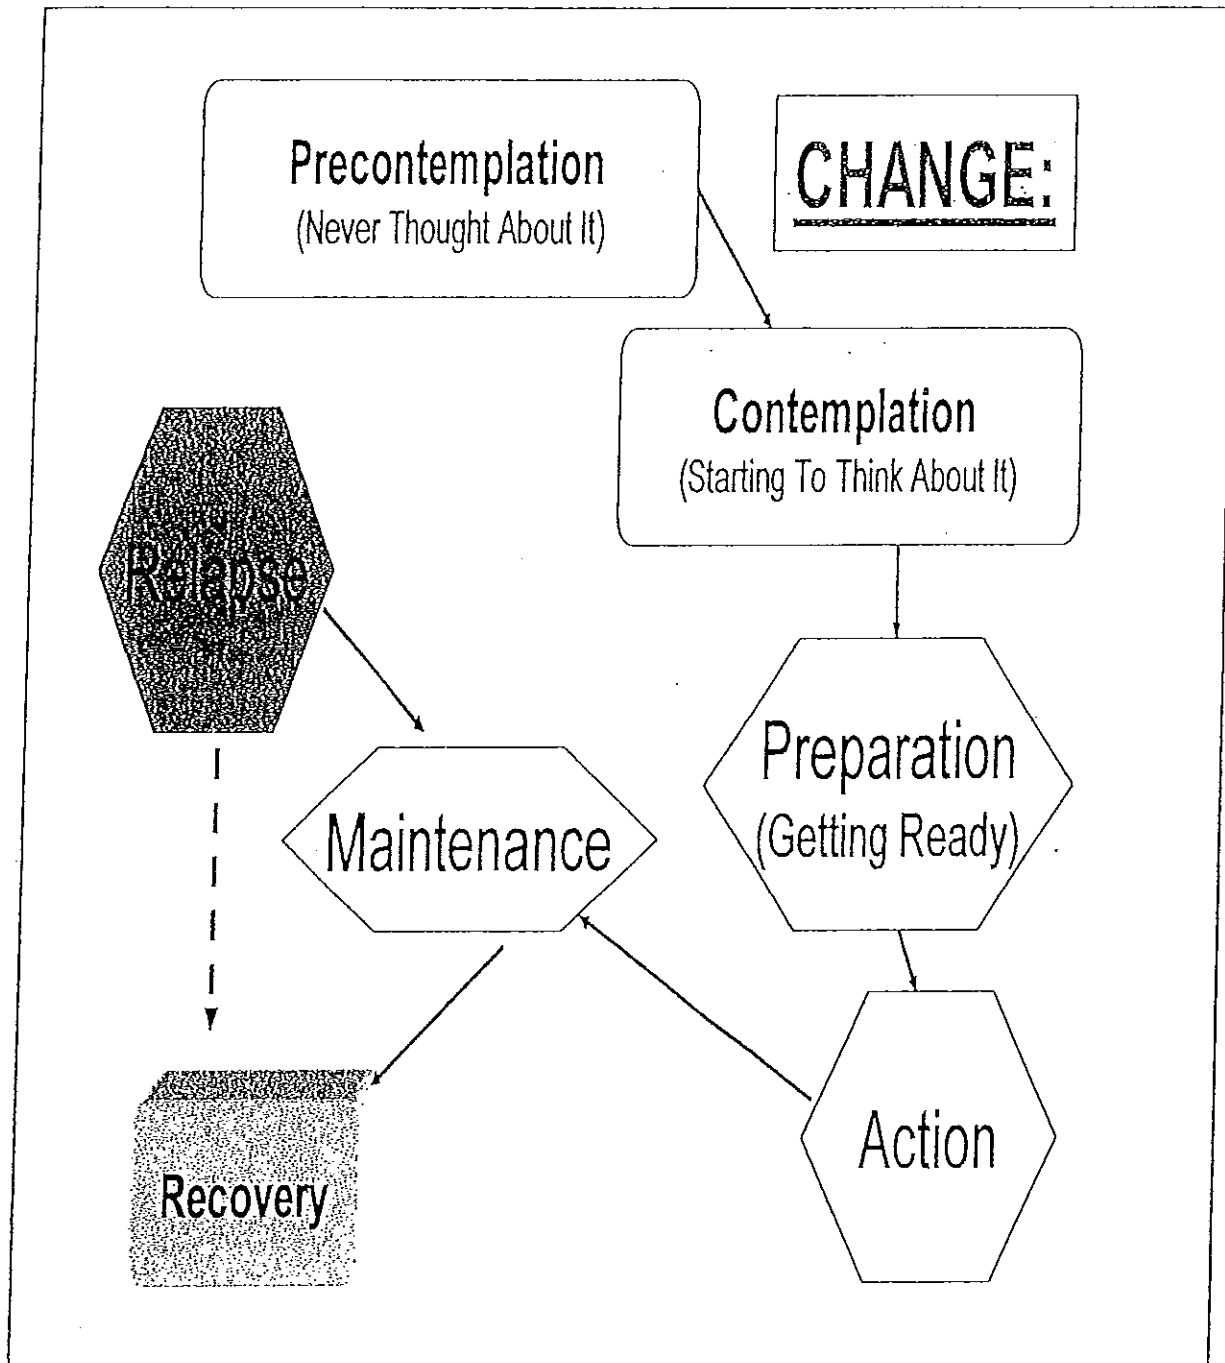 Precontemplation
(Never Thought About It)
CHANGE:
Contemplation
(Starting To Think About It)
Relapse
Preparation
(Getting Ready)
Maintenance
Action
Recovery